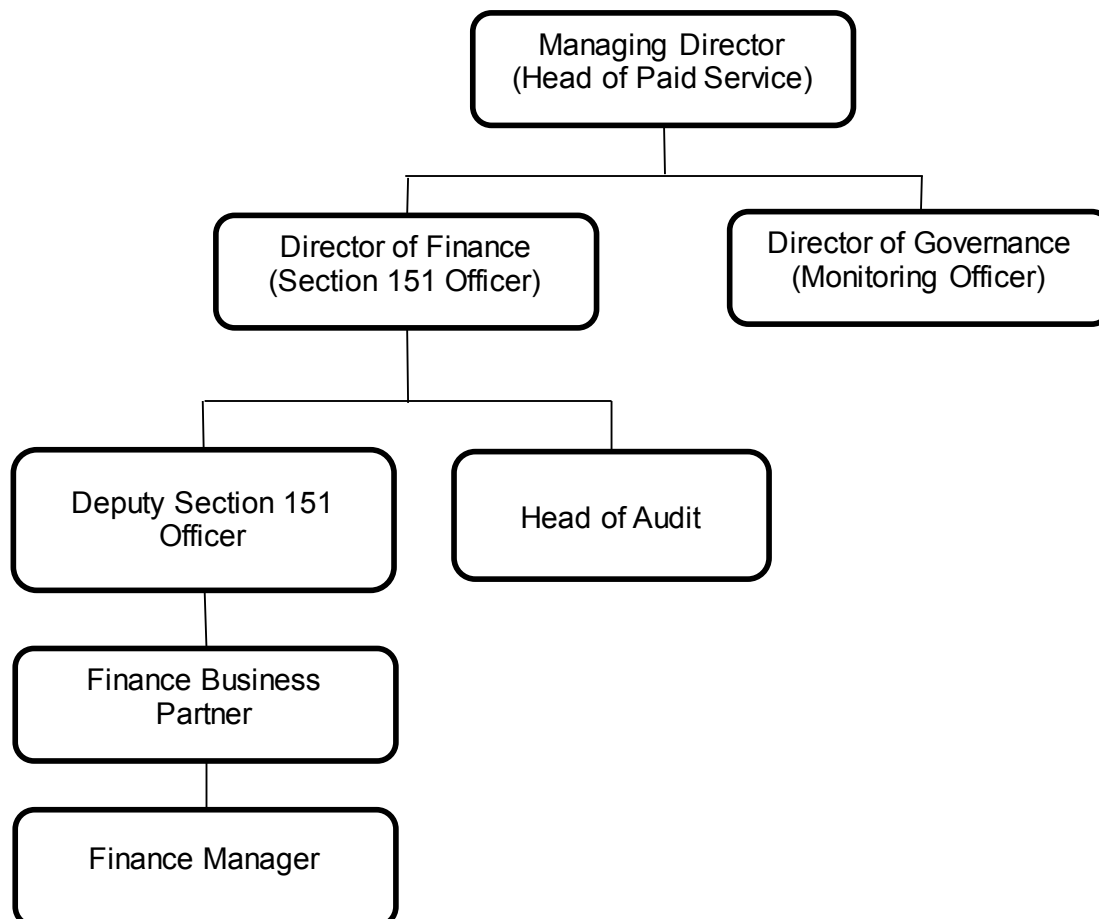 Managing Director
(Head of Paid Service)
Director of Finance
(Section 151 Officer)
Director of Governance
(Monitoring Officer)
Deputy Section 151
Officer
Head of Audit
Finance Business
Partner
Finance Manager